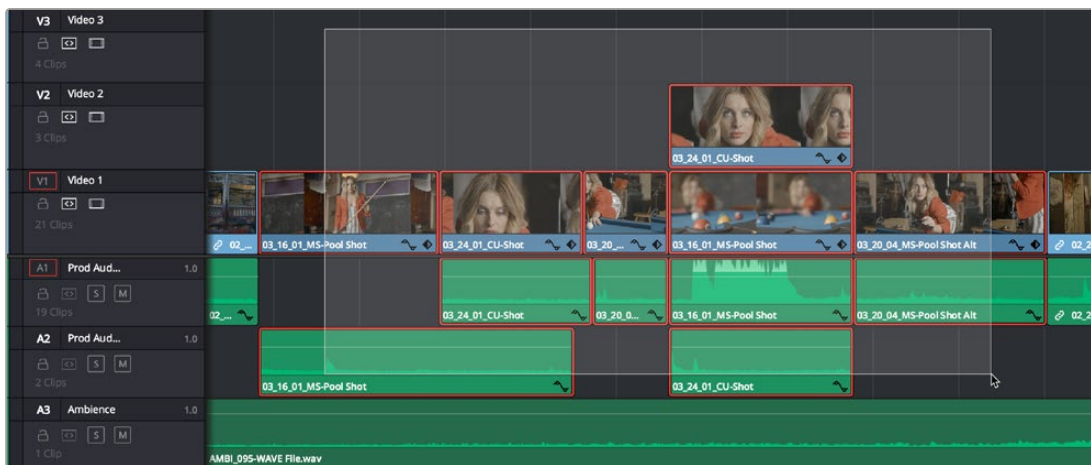 V3 Video 3
4 Clips
V2 Video 2
3 Clips
03_24_01_CU-Shot
V1 Video 1
21 Clips
02_... 03_16_01_MS-Pool Shot 03_24_01_CU-Shot 03_20_... 03_16_01_MS-Pool Shot 03_20_04_MS-Pool Shot Alt 02_2
A1 Prod Aud... 1.0
S M
19 Clips
02_... 03_24_01_CU-Shot 03_20_0... 03_16_01_MS-Pool Shot 03_20_04_MS-Pool Shot Alt 02_2
A2 Prod Aud... 1.0
S M
2 Clips
03_16_01_MS-Pool Shot 03_24_01_CU-Shot
A3 Ambience 1.0
S M
1 Clip
AMBI_095-WAVE File.wav